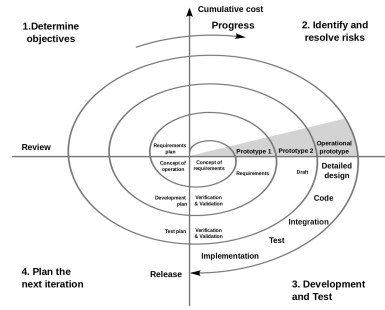 Cumulative cost
1.Determine
objectives
Progress
2. Identify and
resolve risks
Review
Requirements
plan
Concept of
operation
Concept of
requirements
Prototype 1
Prototype 2
Operational
prototype
Requirements
Draft
Detailed
design
Development
plan
Verification
& Validation
Code
Integration
Test plan
Verification
& Validation
Test
Implementation
4. Plan the
next iteration
Release
3. Development
and Test